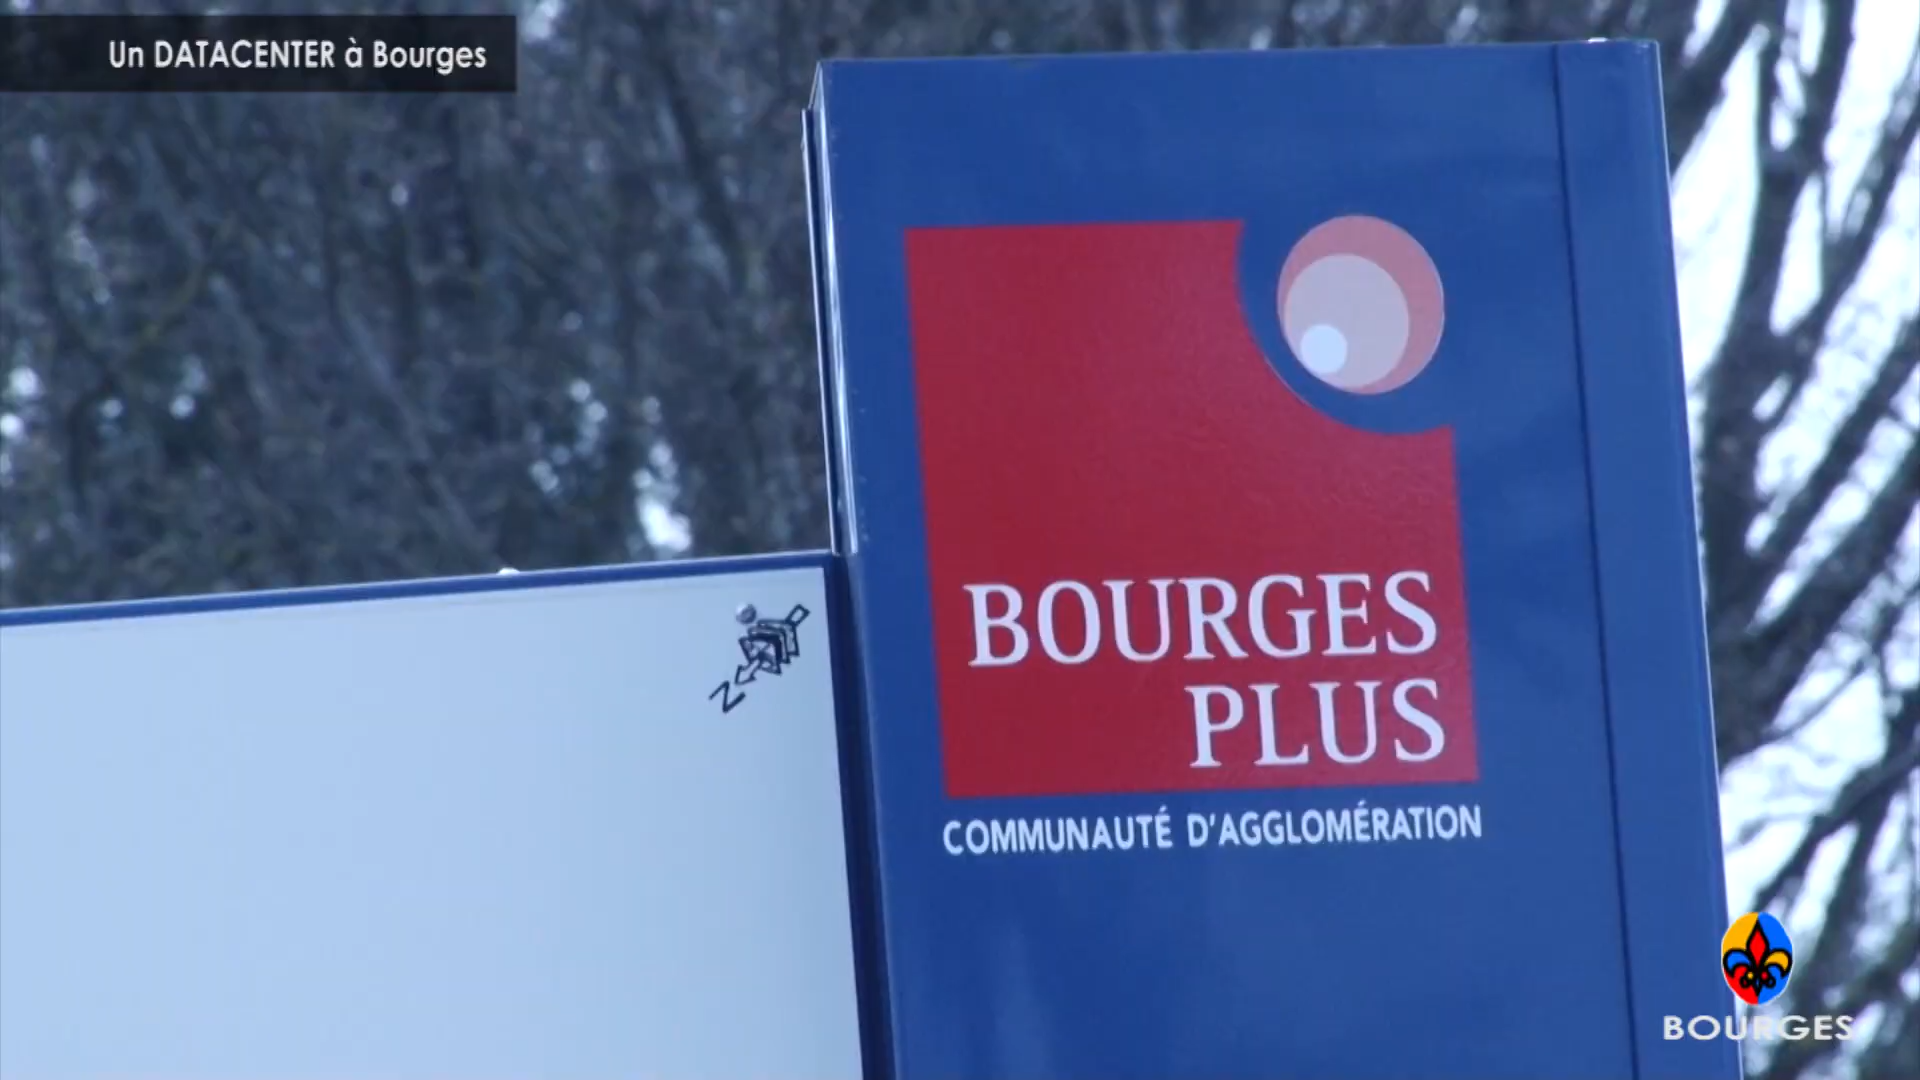 Un DATACENTER à Bourges
BOURGES
PLUS
COMMUNAUTÉ D'AGGLOMÉRATION
N
BOURGES